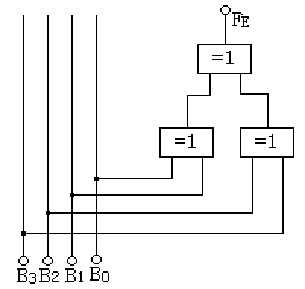 FE
=1
=1 =1
B3 B2 B1 B0